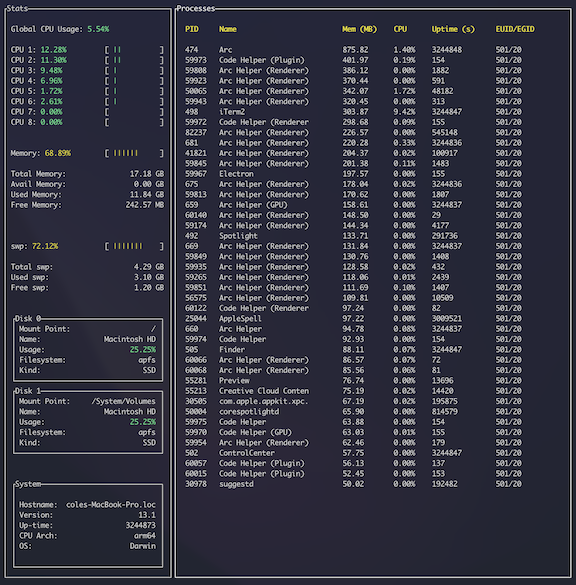 Stats
Global CPU Usage: 5.54%
CPU 1: 12.28% [ || ]
CPU 2: 11.30% [ || ]
CPU 3: 9.48% [ | ]
CPU 4: 6.96% [ | ]
CPU 5: 1.72% [ | ]
CPU 6: 2.61% [ | ]
CPU 7: 0.00% [ ]
CPU 8: 0.00% [ ]
Memory: 68.89% [ |||||| ]
Total Memory: 17.18 GB
Avail Memory: 0.00 GB
Used Memory: 11.84 GB
Free Memory: 242.57 MB
swp: 72.12% [ ||||||| ]
Total swp: 4.29 GB
Used swp: 3.10 GB
Free swp: 1.20 GB
Disk 0
Mount Point: /
Name: Macintosh HD
Usage: 25.25%
Filesystem: apfs
Kind: SSD
Disk 1
Mount Point: /System/Volumes
Name: Macintosh HD
Usage: 25.25%
Filesystem: apfs
Kind: SSD
System
Hostname: coles-MacBook-Pro.loc
Version: 13.1
Up-time: 3244873
CPU Arch: arm64
OS: Darwin
Processes
PID Name Mem (MB) CPU Uptime (s) EUID/EGID
474 Arc 875.82 1.40% 3244848 501/20
59973 Code Helper (Plugin) 401.97 0.19% 154 501/20
59808 Arc Helper (Renderer) 386.12 0.00% 1882 501/20
59923 Arc Helper (Renderer) 370.44 0.00% 591 501/20
50065 Arc Helper (Renderer) 342.07 1.72% 48182 501/20
59943 Arc Helper (Renderer) 320.45 0.00% 313 501/20
498 iTerm2 303.87 9.42% 3244847 501/20
59972 Code Helper (Renderer 298.68 0.09% 155 501/20
82237 Arc Helper (Renderer) 226.57 0.00% 545148 501/20
681 Arc Helper (Renderer) 220.28 0.33% 3244836 501/20
41821 Arc Helper (Renderer) 204.37 0.02% 100917 501/20
59845 Arc Helper (Renderer) 201.38 0.11% 1483 501/20
59967 Electron 197.57 0.00% 155 501/20
675 Arc Helper (Renderer) 178.04 0.02% 3244836 501/20
59813 Arc Helper (Renderer) 170.62 0.00% 1807 501/20
659 Arc Helper (GPU) 158.61 0.00% 3244837 501/20
60140 Arc Helper (Renderer) 148.50 0.00% 29 501/20
59174 Arc Helper (Renderer) 144.34 0.00% 4177 501/20
492 Spotlight 133.71 0.00% 291736 501/20
669 Arc Helper (Renderer) 131.84 0.00% 3244837 501/20
59849 Arc Helper (Renderer) 130.76 0.00% 1408 501/20
59935 Arc Helper (Renderer) 128.58 0.02% 432 501/20
59265 Arc Helper (Renderer) 118.06 0.01% 2439 501/20
59851 Arc Helper (Renderer) 111.69 0.10% 1407 501/20
56575 Arc Helper (Renderer) 109.81 0.00% 10509 501/20
60122 Code Helper (Renderer 97.24 0.00% 82 501/20
25044 AppleSpell 97.22 0.00% 3009521 501/20
660 Arc Helper 94.78 0.08% 3244837 501/20
59974 Code Helper 92.93 0.00% 154 501/20
505 Finder 88.11 0.07% 3244847 501/20
60066 Arc Helper (Renderer) 86.57 0.07% 72 501/20
60068 Arc Helper (Renderer) 85.56 0.06% 81 501/20
55281 Preview 76.74 0.00% 13696 501/20
55213 Creative Cloud Conten 75.19 0.02% 14420 501/20
30505 com.apple.appkit.xpc. 67.19 0.02% 195875 501/20
50004 corespotlightd 65.90 0.00% 814579 501/20
59975 Code Helper 63.88 0.00% 154 501/20
59970 Code Helper (GPU) 63.03 0.01% 155 501/20
59954 Arc Helper (Renderer) 62.46 0.00% 179 501/20
502 ControlCenter 57.75 0.00% 3244847 501/20
60057 Code Helper (Plugin) 56.13 0.00% 137 501/20
60015 Code Helper (Plugin) 52.45 0.00% 153 501/20
30978 suggestd 50.02 0.00% 192482 501/20